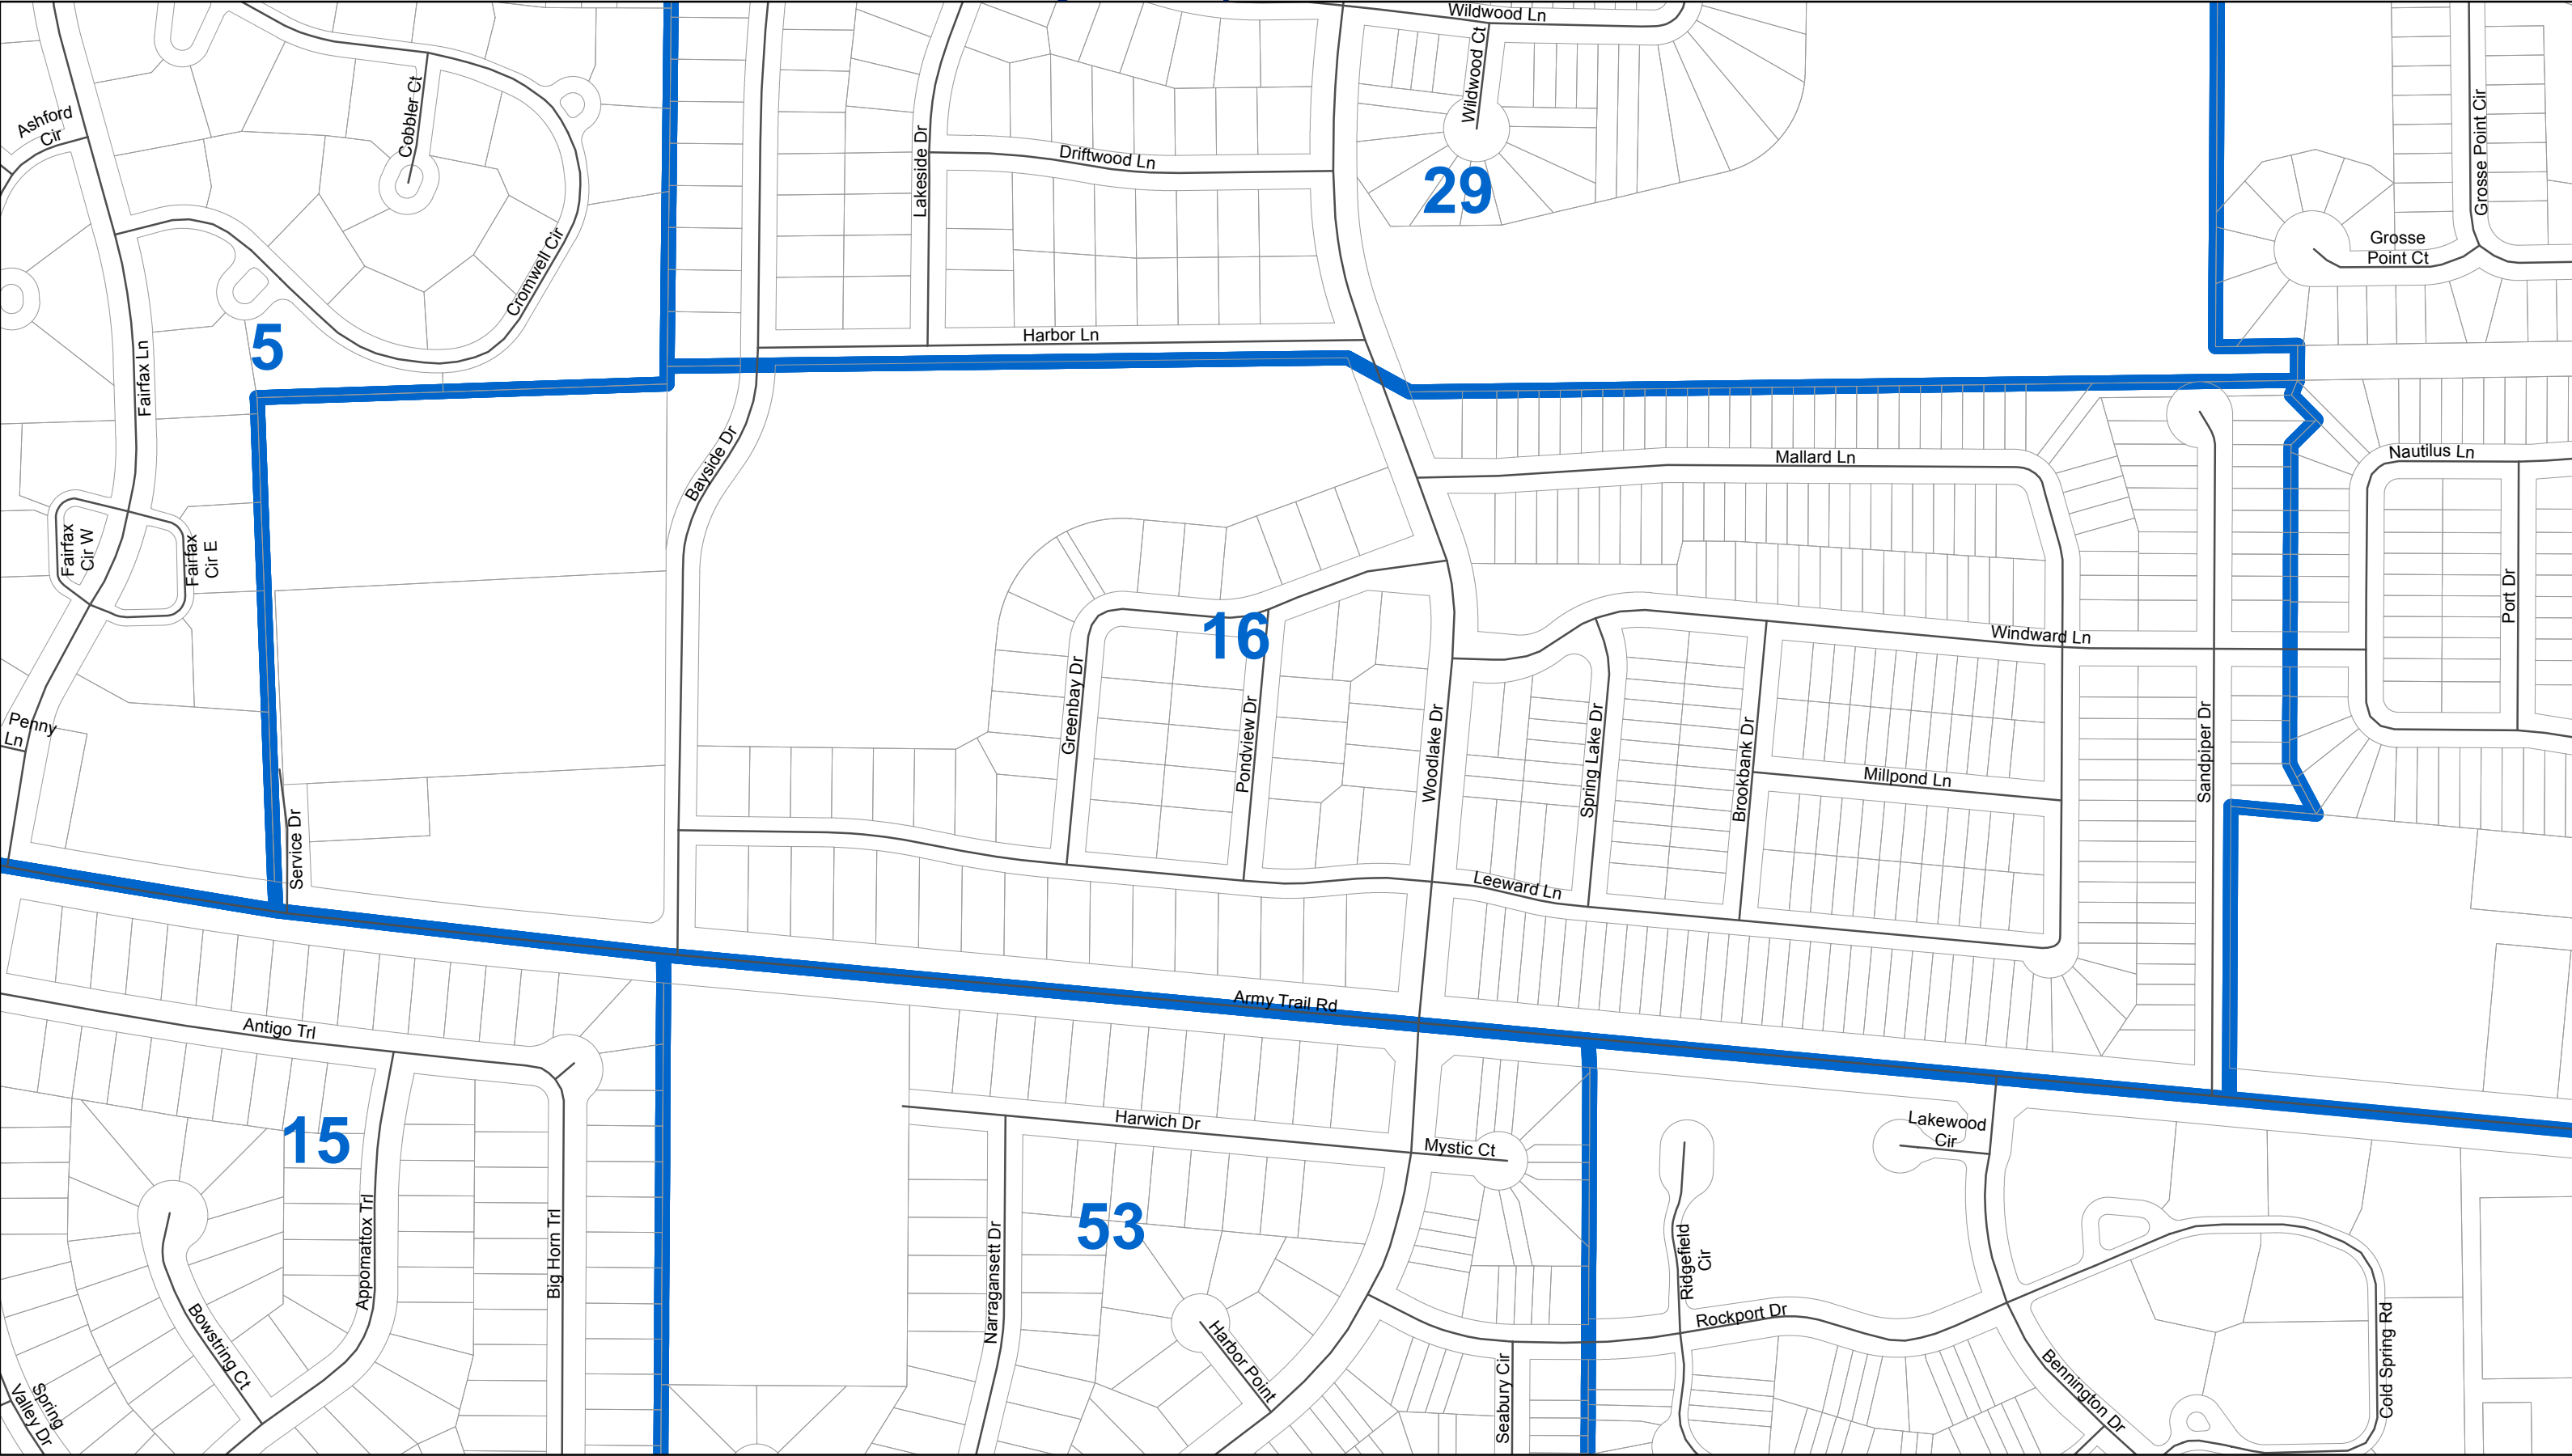 Wildwood Ln
Wildwood Ct
Ashford
Cir
Cobbler Ct
Lakeside Dr
Driftwood Ln
29
Grosse Point Cir
Grosse
Point Ct
Cromwell Cir
5
Harbor Ln
Fairfax Ln
Bayside Dr
Mallard Ln
Nautilus Ln
Fairfax
Cir W
Fairfax
Cir E
Port Dr
16
Windward Ln
Greenbay Dr
Pondview Dr
Woodlake Dr
Spring Lake Dr
Brookbank Dr
Sandpiper Dr
Penny
Ln
Millpond Ln
Service Dr
Leeward Ln
Army Trail Rd
Antigo Trl
15
Harwich Dr
Mystic Ct
Lakewood
Cir
53
Appomattox Trl
Big Horn Trl
Narragansett Dr
Ridgefield
Cir
Bowstring Ct
Harbor Point
Rockport Dr
Seabury Cir
Bennington Dr
Cold Spring Rd
Spring
Valley Dr